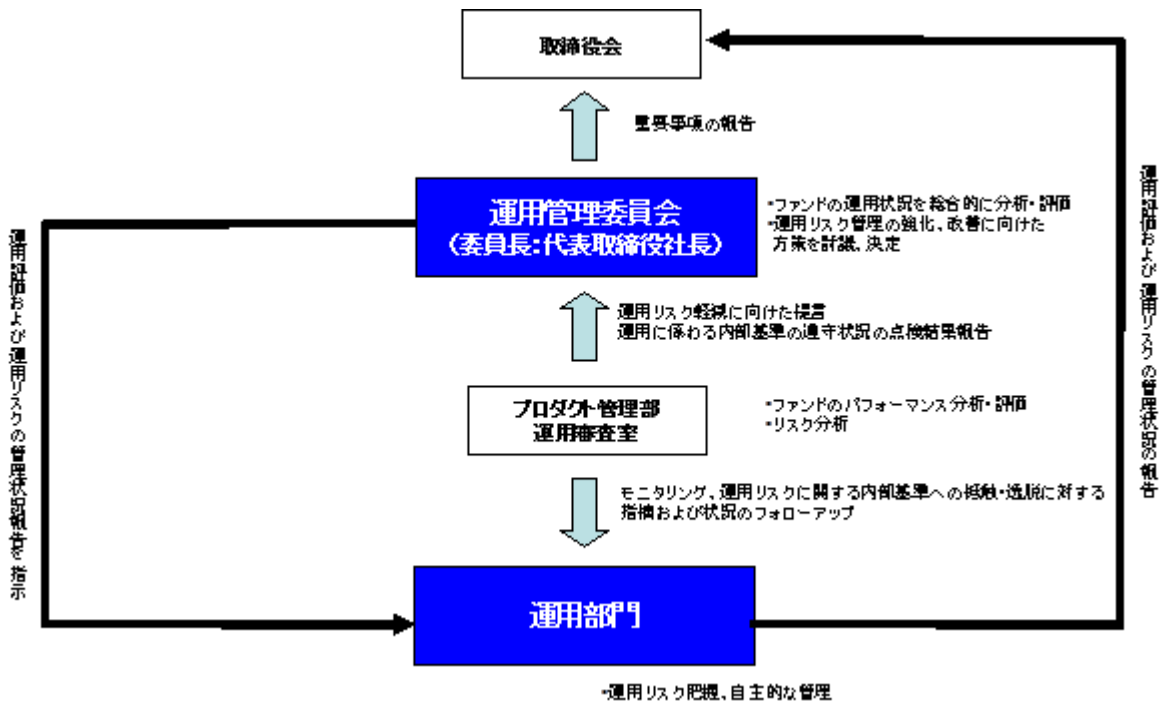 取締役会
重要事項の報告
運用管理委員会
（委員長：代表取締役社長）
・ファンドの運用状況を総合的に分析・評価
・運用リスク管理の強化、改善に向けた
方策を討議、決定
運用リスク軽減に向けた提言
運用に係わる内部基準の遵守状況の点検結果報告
プロダクト管理部
運用審査室
・ファンドのパフォーマンス分析・評価
・リスク分析
モニタリング、運用リスクに関する内部基準への抵触・逸脱に対する
指摘および状況のフォローアップ
運用部門
・運用リスク把握、自主的な管理
運用評価および運用リスクの管理状況報告を指示
運用評価および運用リスクの管理状況の報告